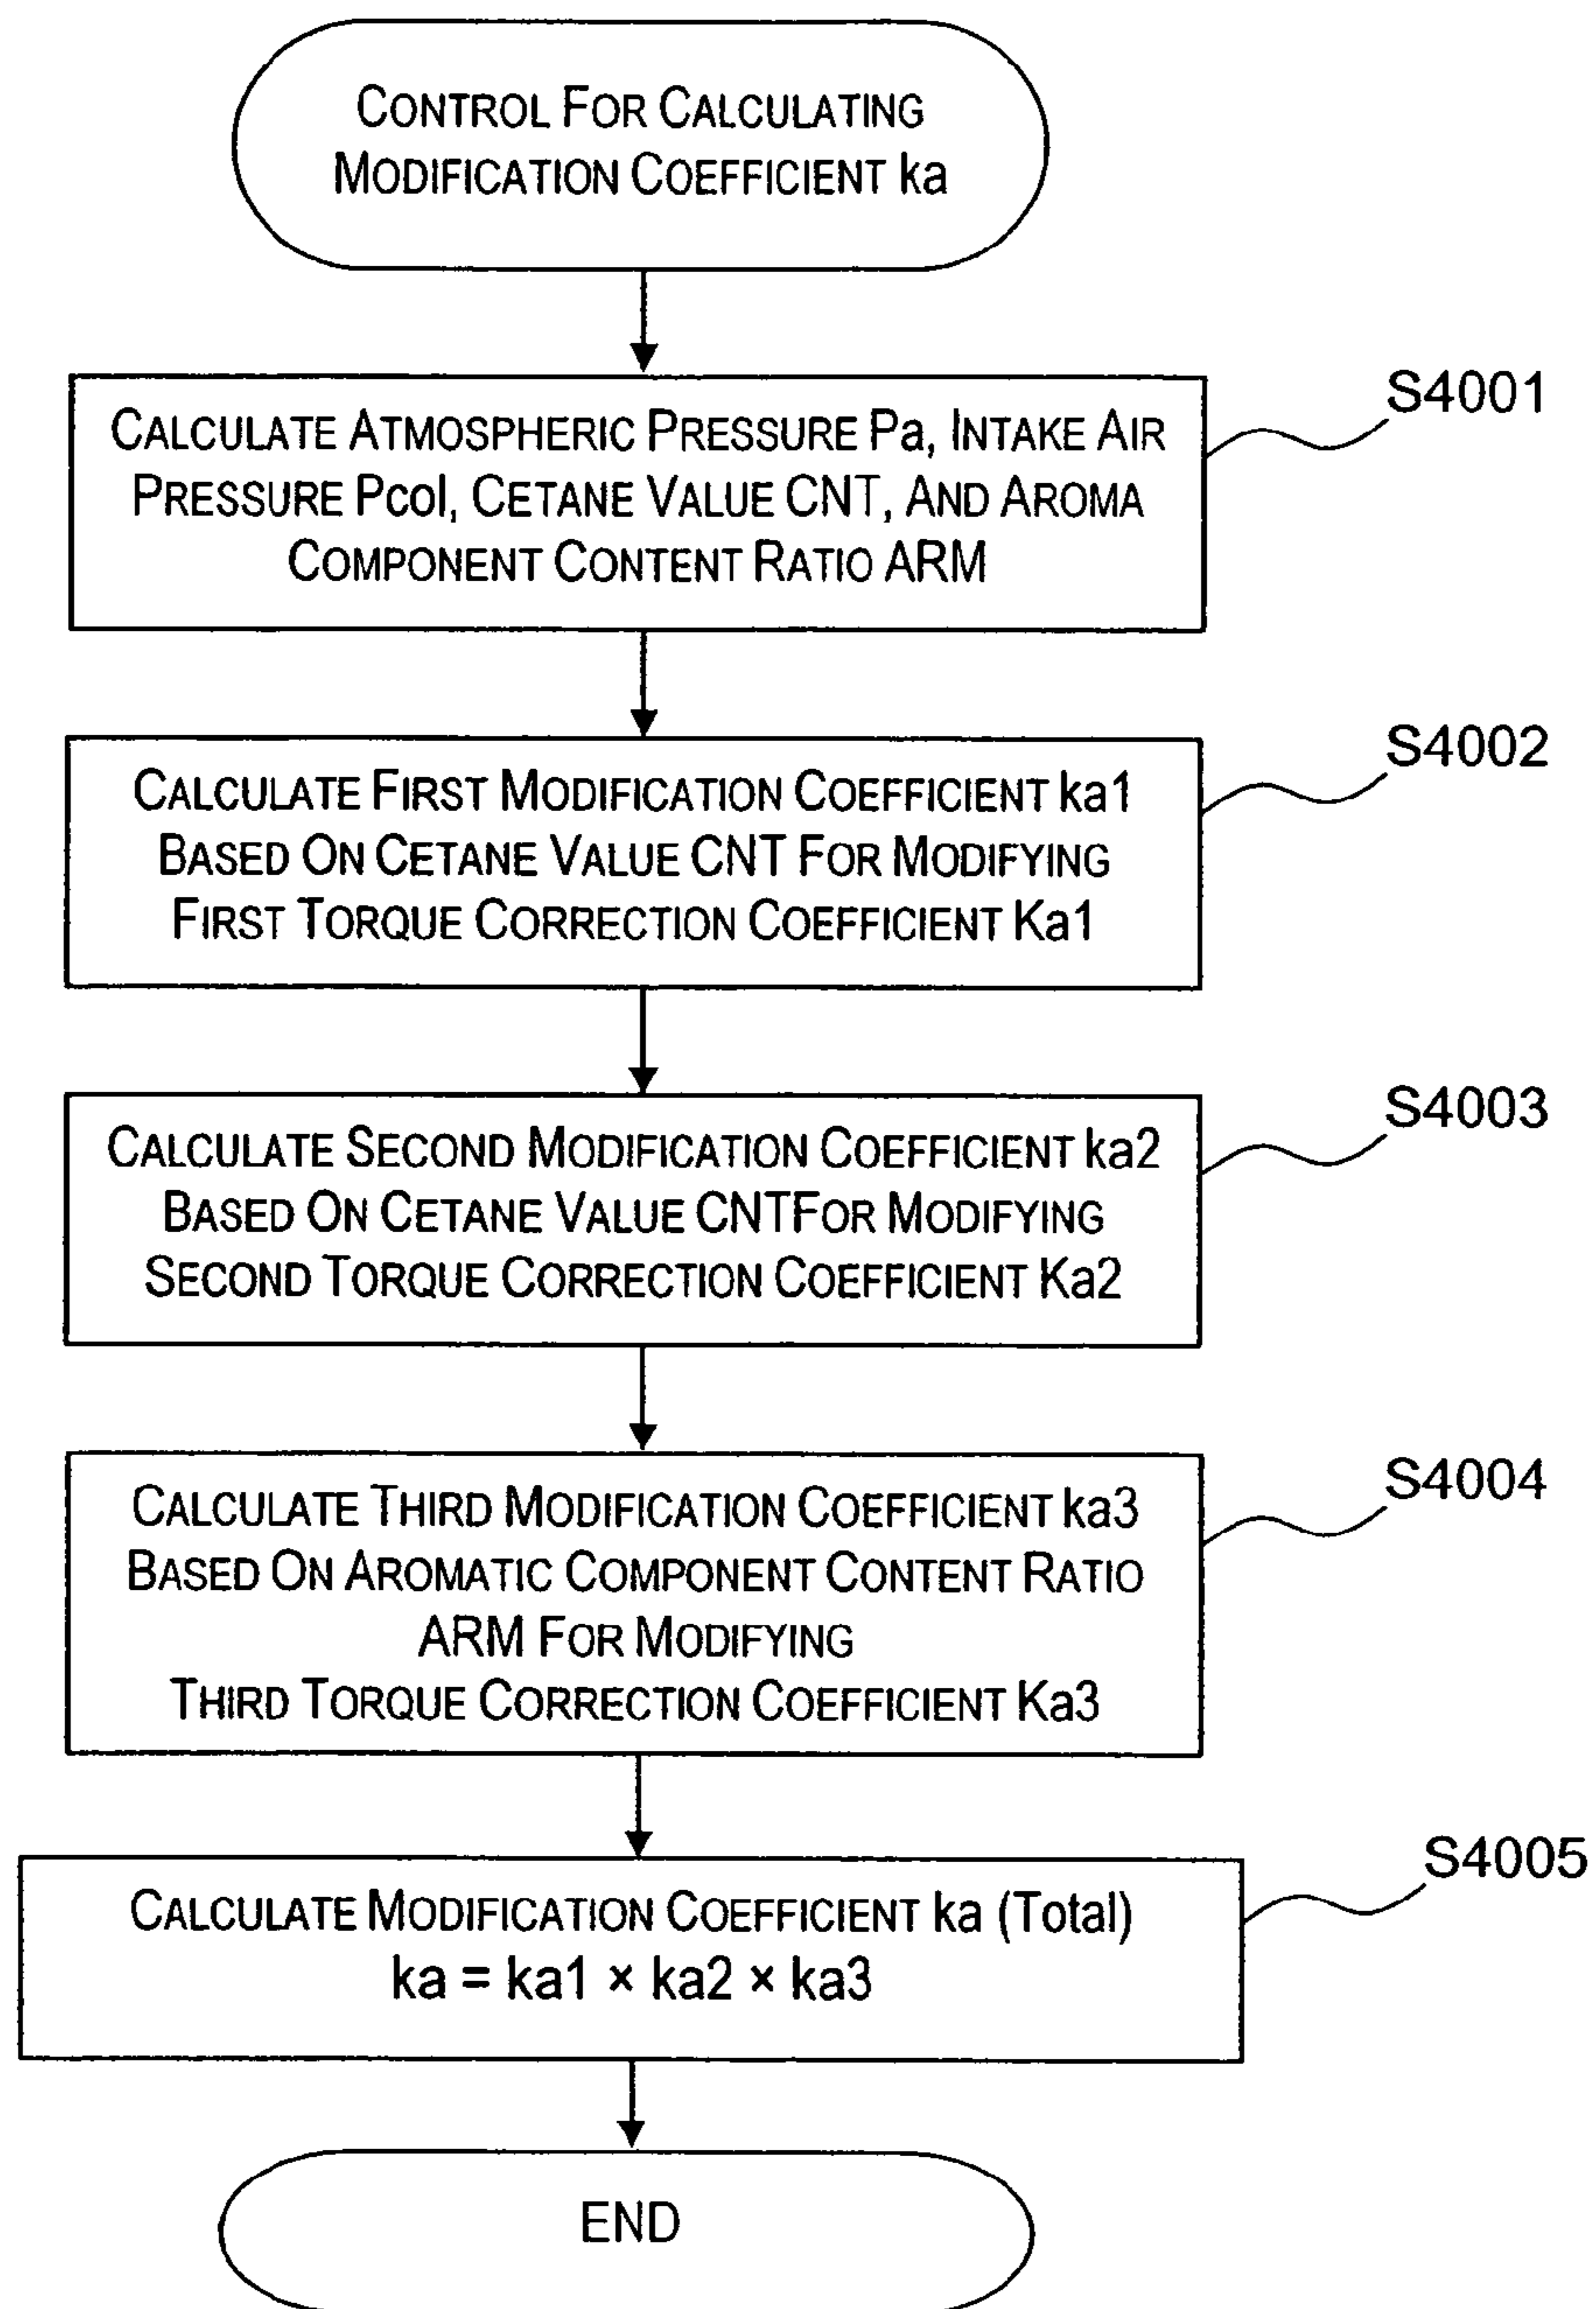 CONTROL FOR CALCULATING
MODIFICATION COEFFICIENT ka
S4001
CALCULATE ATMOSPHERIC PRESSURE Pa, INTAKE AIR
PRESSURE Pcol, CETANE VALUE CNT, AND AROMA
COMPONENT CONTENT RATIO ARM
S4002
CALCULATE FIRST MODIFICATION COEFFICIENT ka1
BASED ON CETANE VALUE CNT FOR MODIFYING
FIRST TORQUE CORRECTION COEFFICIENT Ka1
S4003
CALCULATE SECOND MODIFICATION COEFFICIENT ka2
BASED ON CETANE VALUE CNTFOR MODIFYING
SECOND TORQUE CORRECTION COEFFICIENT Ka2
S4004
CALCULATE THIRD MODIFICATION COEFFICIENT ka3
BASED ON AROMATIC COMPONENT CONTENT RATIO
ARM FOR MODIFYING
THIRD TORQUE CORRECTION COEFFICIENT Ka3
S4005
CALCULATE MODIFICATION COEFFICIENT ka (Total)
ka = ka1 × ka2 × ka3
END